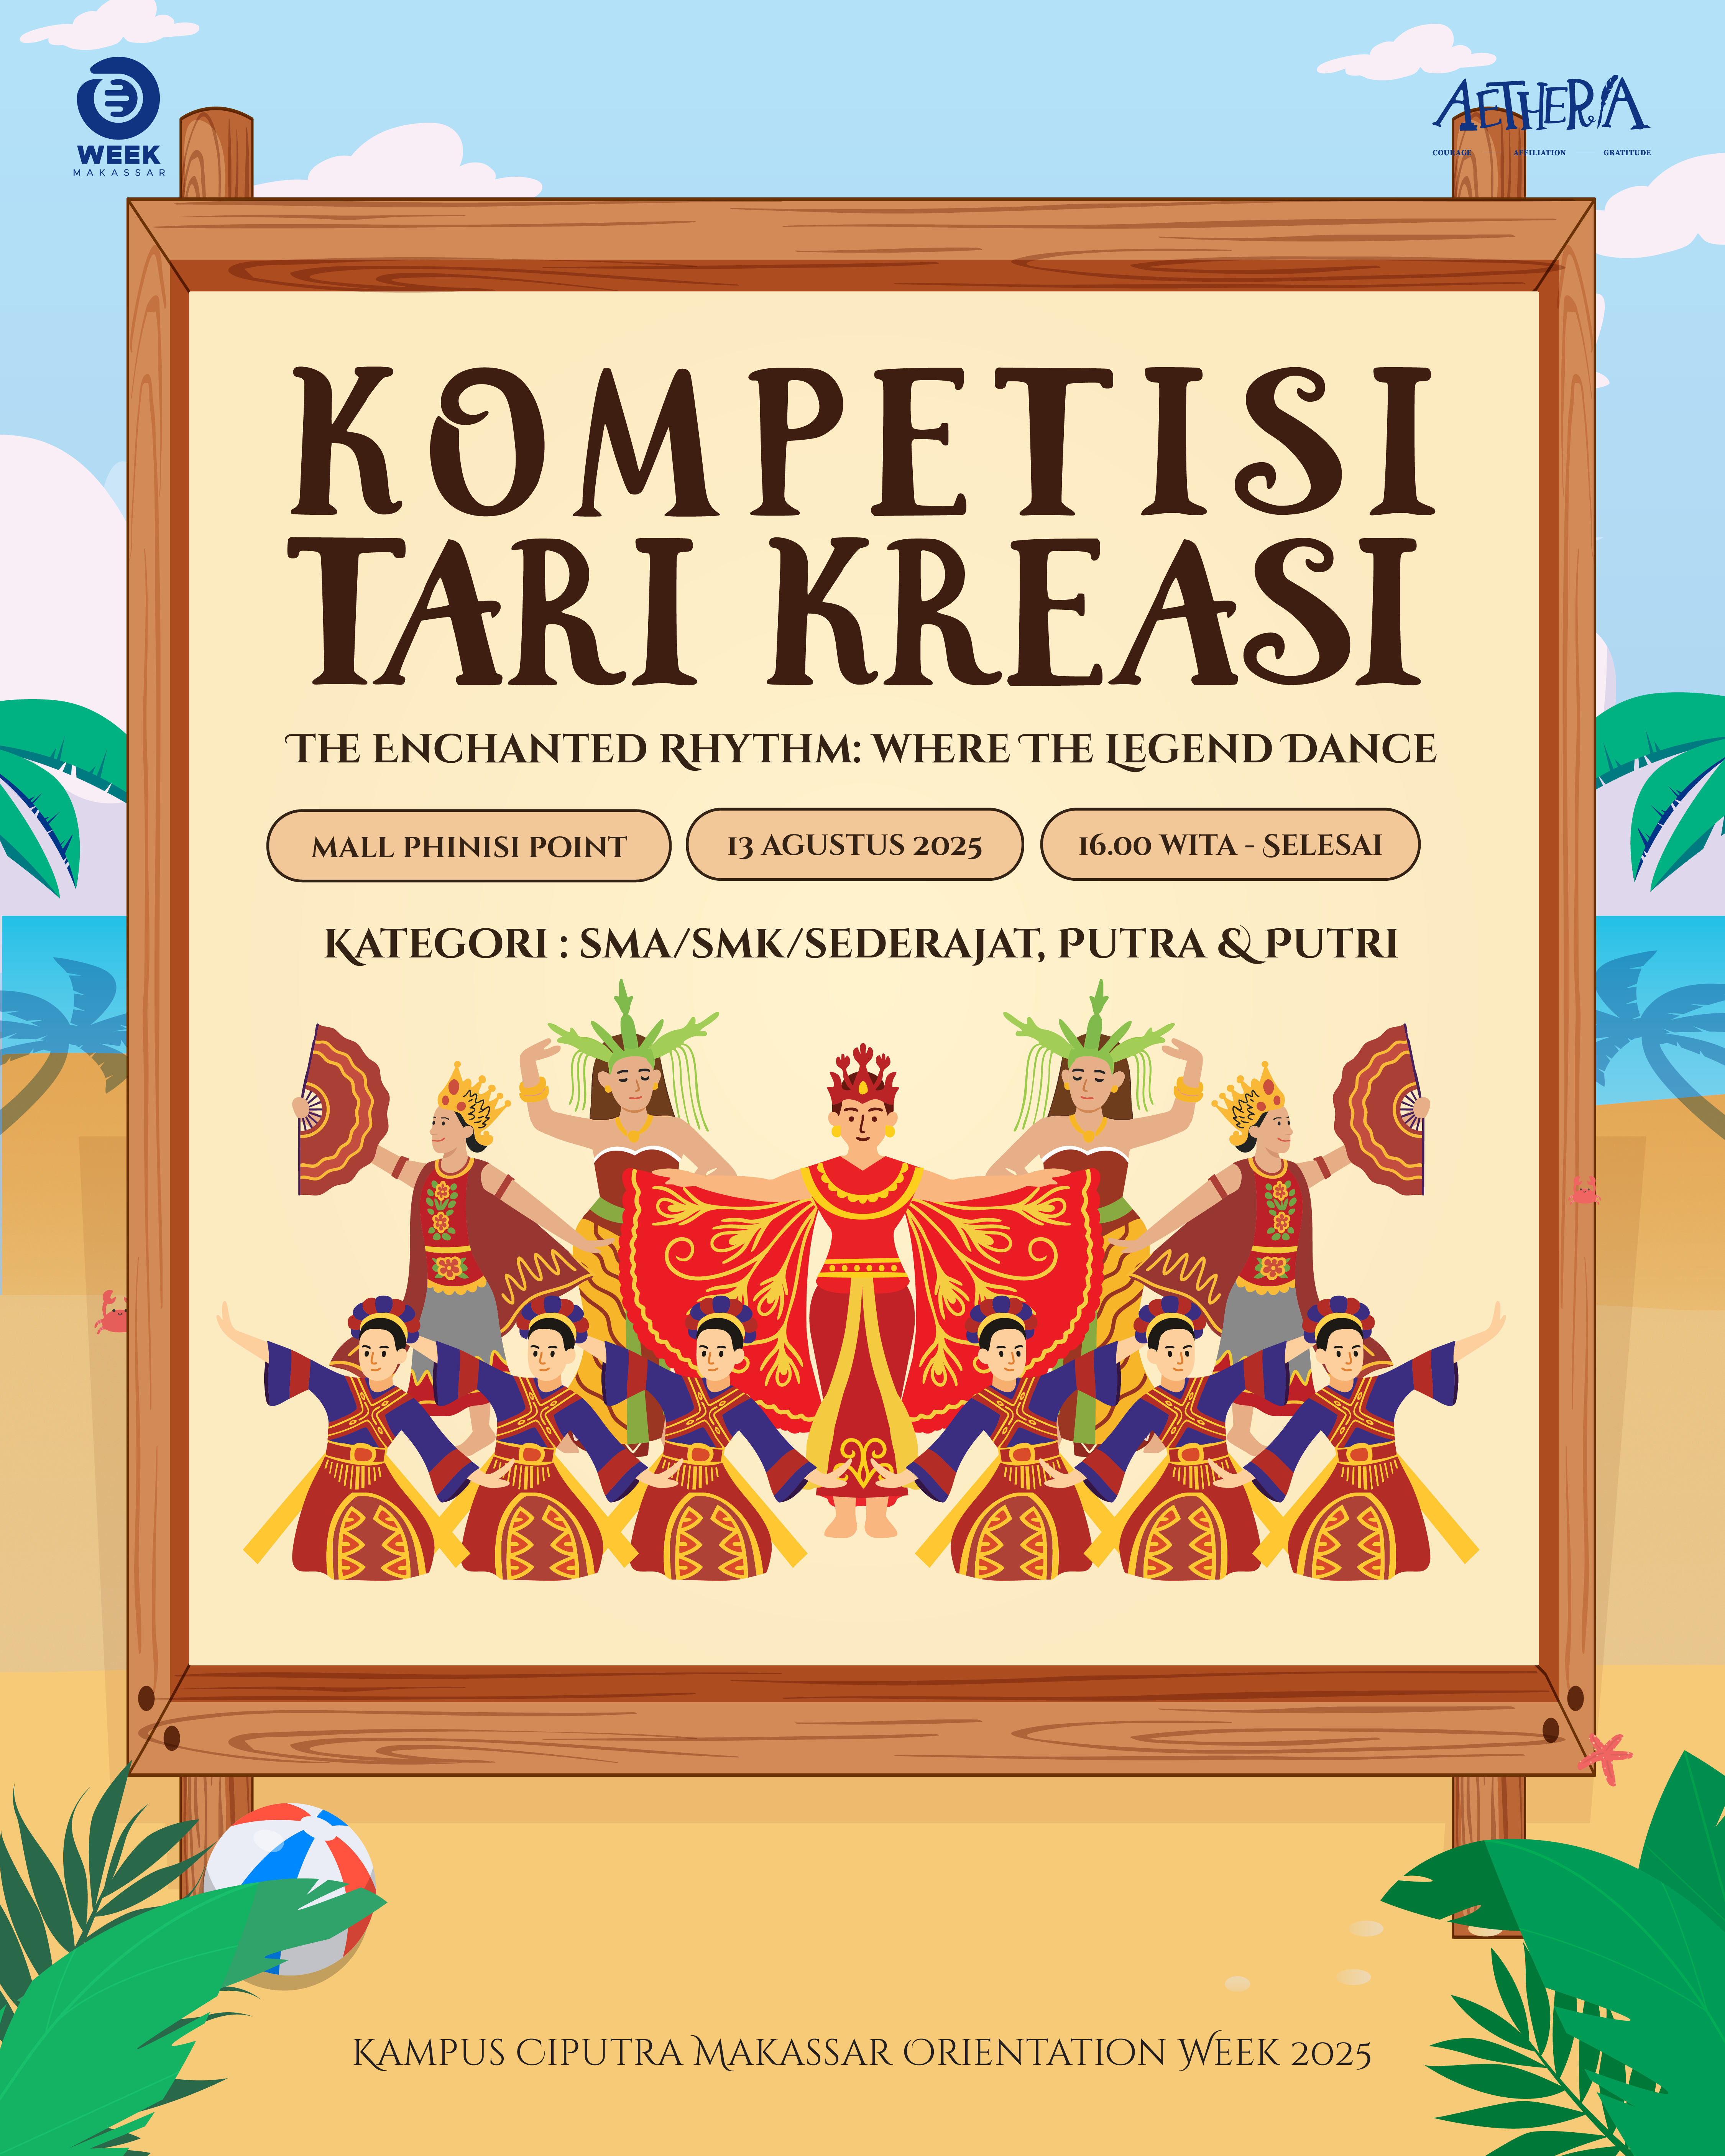 WEEK
MAKASSAR
AETHERIA
COURAGE AFFILIATION GRATITUDE
KOMPETISI
TARI KREASI
The Enchanted Rhythm: Where The Legend Dance
MALL PHINISI POINT
13 AGUSTUS 2025
16.00 WITA - Selesai
Kategori : SMA/SMK/Sederajat, Putra & Putri
Kampus Ciputra Makassar Orientation Week 2025